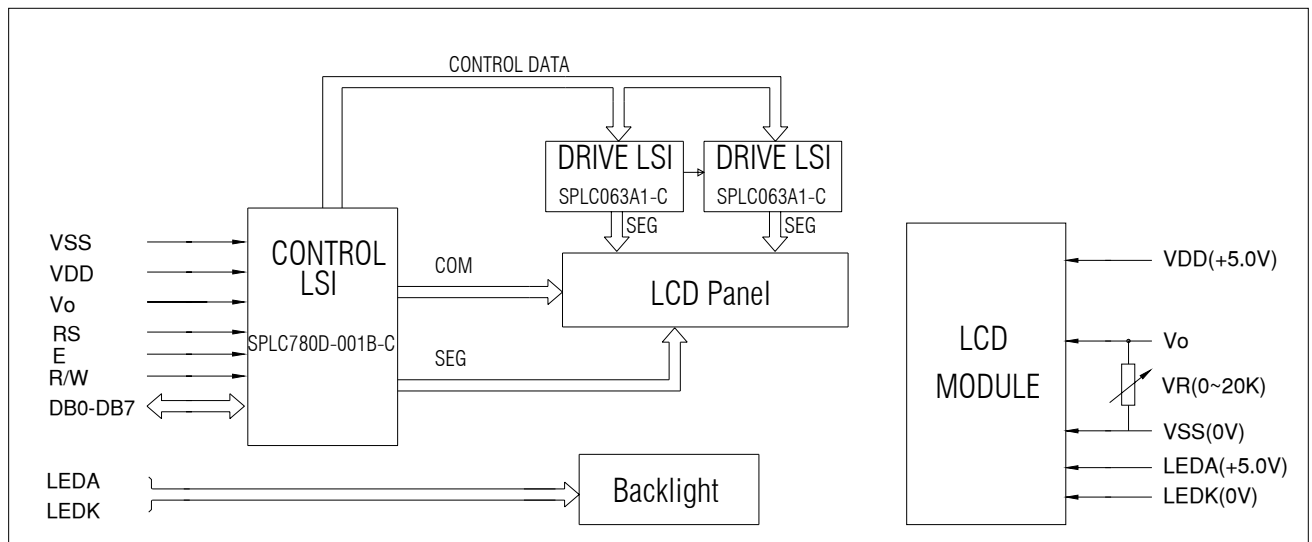 CONTROL DATA
DRIVE LSI
SPLC063A1-C
DRIVE LSI
SPLC063A1-C
SEG
SEG
VSS
VDD
Vo
RS
E
R/W
DB0-DB7
CONTROL
LSI
SPLC780D-001B-C
COM
SEG
LCD Panel
LEDA
LEDK
Backlight
LCD
MODULE
VDD(+5.0V)
Vo
VR(0~20K)
VSS(0V)
LEDA(+5.0V)
LEDK(0V)